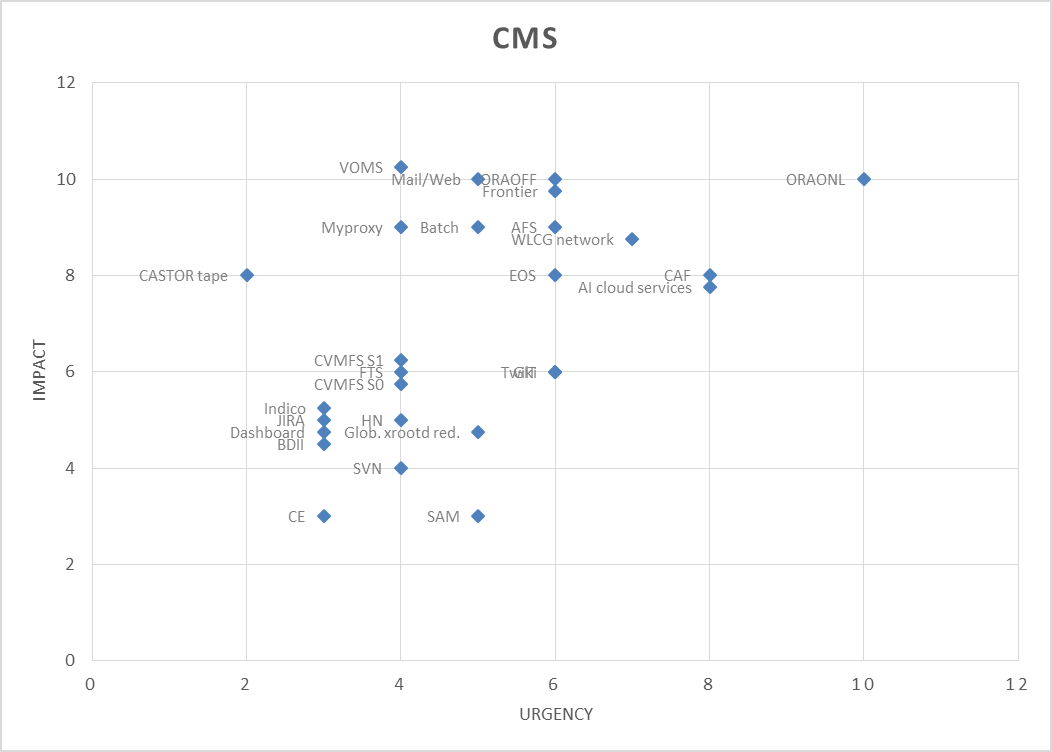 CMS
12
VOMS
10
Mail/Web
ORAOFF
ORAONL
Frontier
Myproxy
Batch
AFS
WLCG network
8
CASTOR tape
EOS
CAF
AI cloud services
IMPACT
CVMFS S1
6
FTS
Twiki
GIT
CVMFS S0
Indico
JIRA
HN
Dashboard
Glob. xrootd red.
BDII
4
SVN
CE
SAM
2
0
0
2
4
6
8
10
12
URGENCY